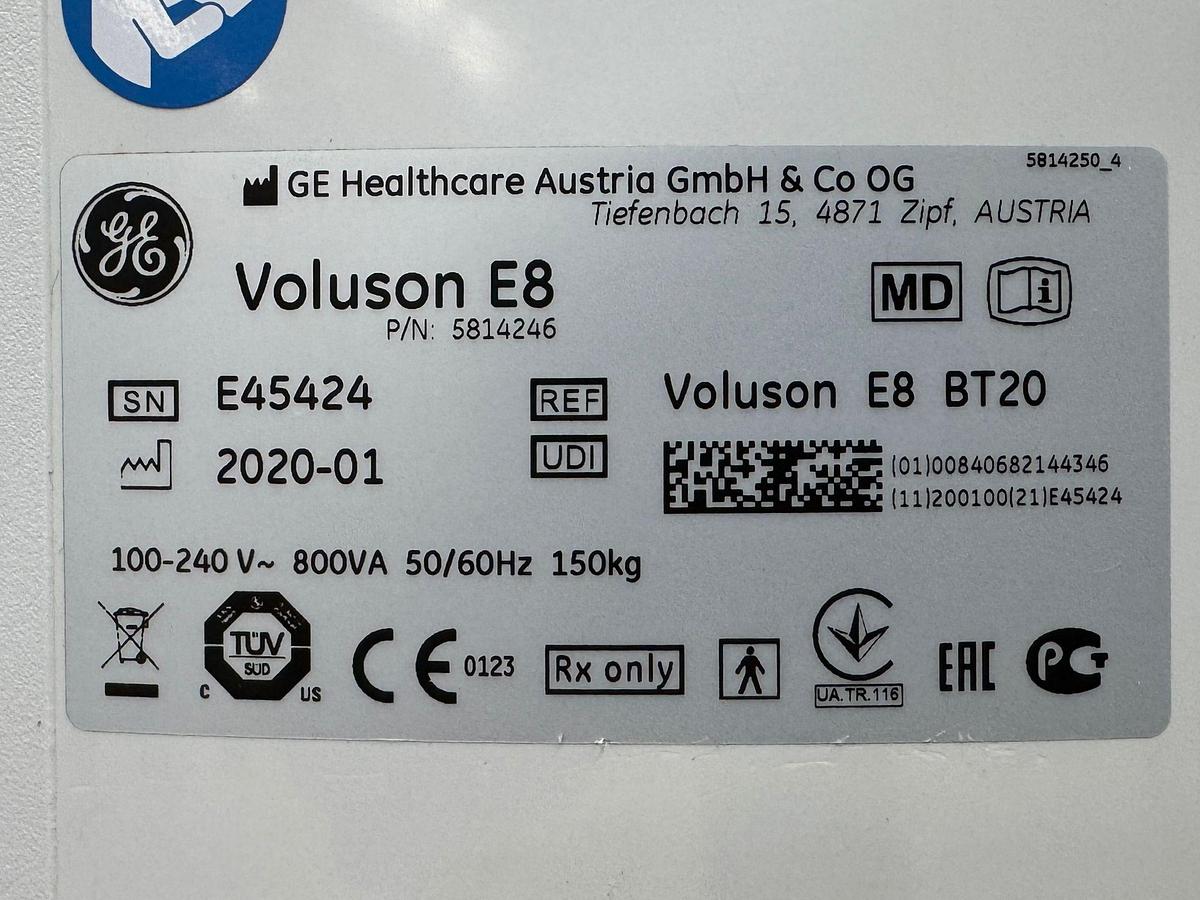 5814250_4
GE Healthcare Austria GmbH & Co OG
Tiefenbach 15, 4871 Zipf, AUSTRIA
GE
Voluson E8
P/N: 5814246
MD
i
SN E45424
REF Voluson E8 BT20
2020-01
UDI
(01)00840682144346
(11)200100(21)E45424
100-240 V~ 800VA 50/60Hz 150kg
TÜV
SÜD
C US
CE 0123
Rx only
UA.TR.116
EAC
PG